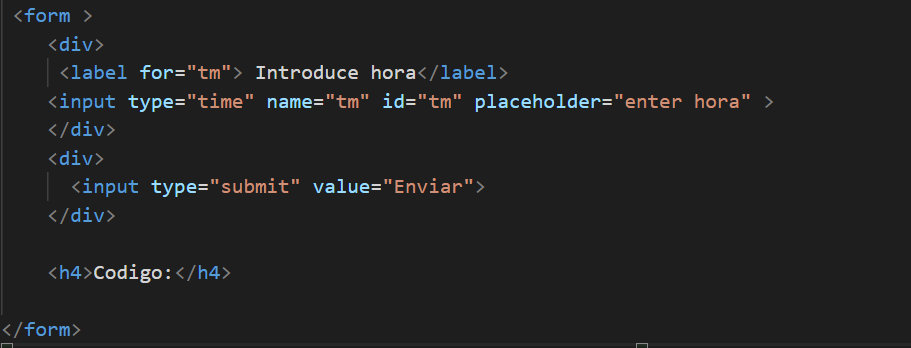 <form >
<div>
<label for="tm"> Introduce hora</label>
<input type="time" name="tm" id="tm" placeholder="enter hora" >
</div>
<div>
<input type="submit" value="Enviar">
</div>
<h4>Codigo:</h4>
</form>